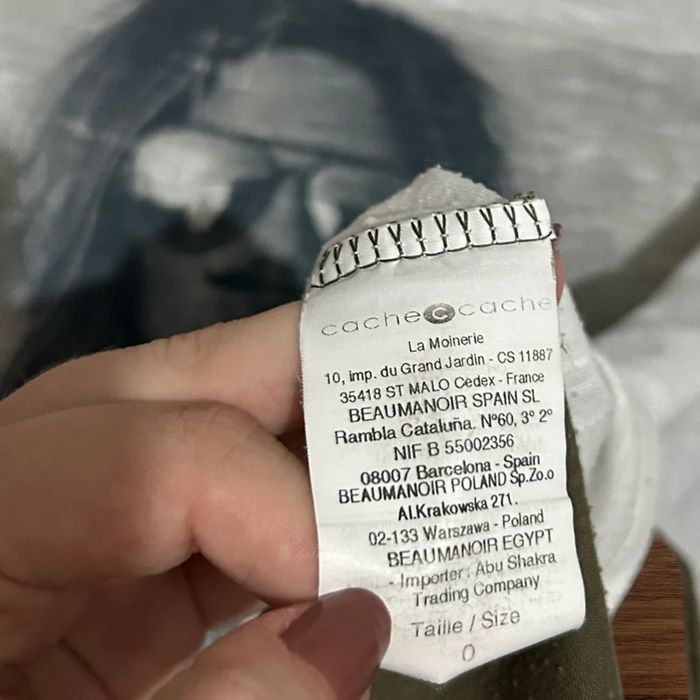 cache c cache
La Moinerie
10, imp. du Grand Jardin - CS 11887
35418 ST MALO Cedex - France
BEAUMANOIR SPAIN SL
Rambla Cataluña. Nº60, 3º 2º
NIF B 55002356
08007 Barcelona - Spain
BEAUMANOIR POLAND Sp.Zo.o
Al.Krakowska 271.
02-133 Warszawa - Poland
BEAUMANOIR EGYPT
- Importer : Abu Shakra
Trading Company
Taille / Size
0